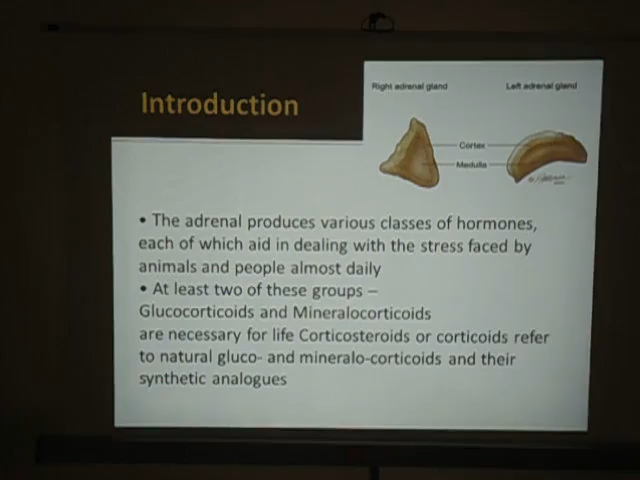 Right adrenal gland
Left adrenal gland
Introduction
Cortex
Medulla
• The adrenal produces various classes of hormones,
each of which aid in dealing with the stress faced by
animals and people almost daily
• At least two of these groups –
Glucocorticoids and Mineralocorticoids
are necessary for life Corticosteroids or corticoids refer
to natural gluco- and mineralo-corticoids and their
synthetic analogues